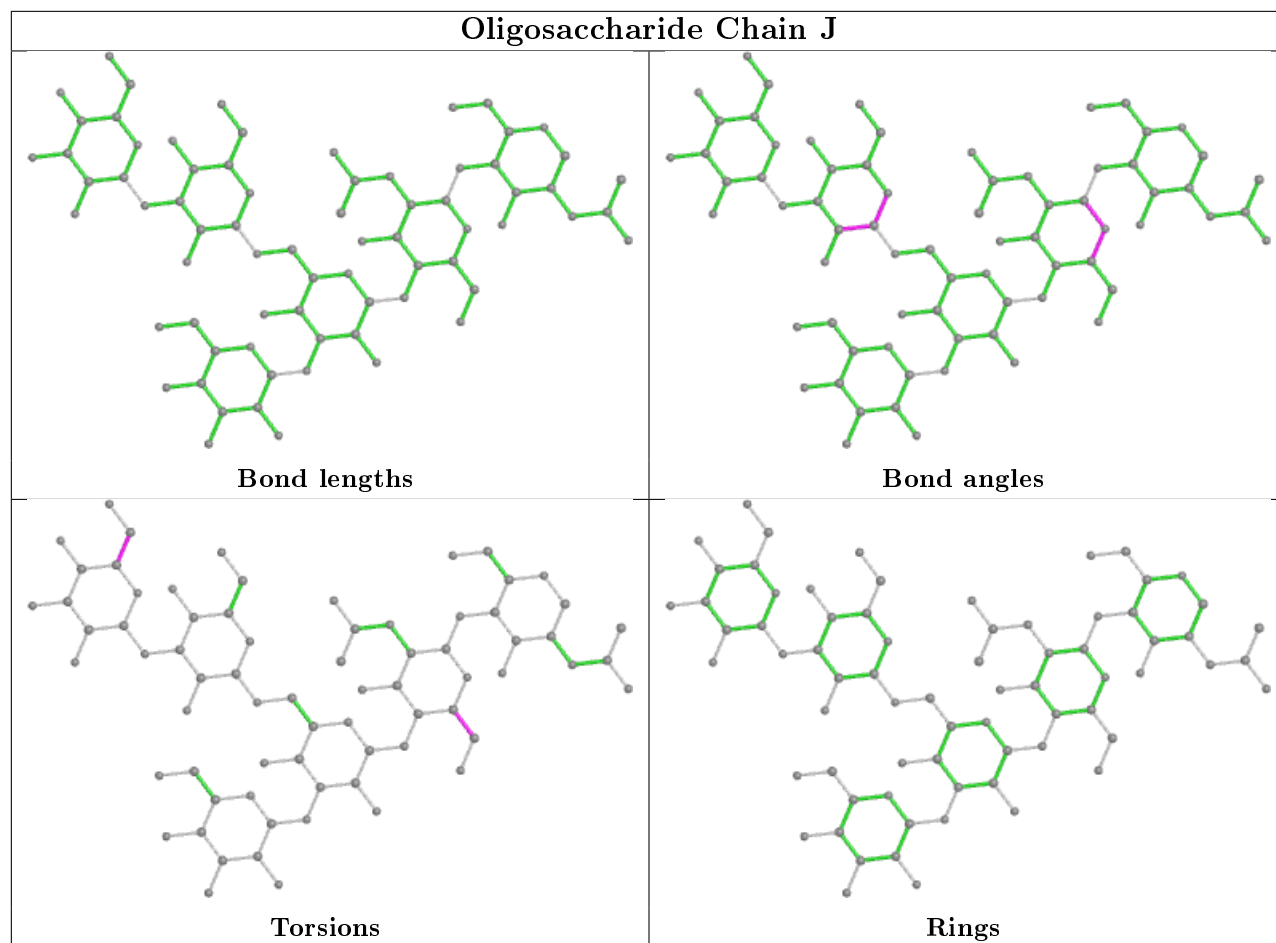 Oligosaccharide Chain J
Bond lengths
Bond angles
Torsions
Rings